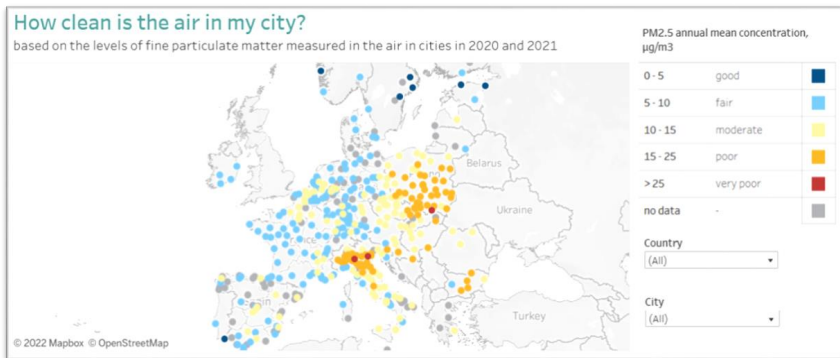 How clean is the air in my city?
based on the levels of fine particulate matter measured in the air in cities in 2020 and 2021
PM2.5 annual mean concentration,
µg/m3
0 - 5 good
5 - 10 fair
10 - 15 moderate
15 - 25 poor
> 25 very poor
no data -
Belarus
Ukraine
Turkey
Country
(All)
City
(All)
© 2022 Mapbox © OpenStreetMap